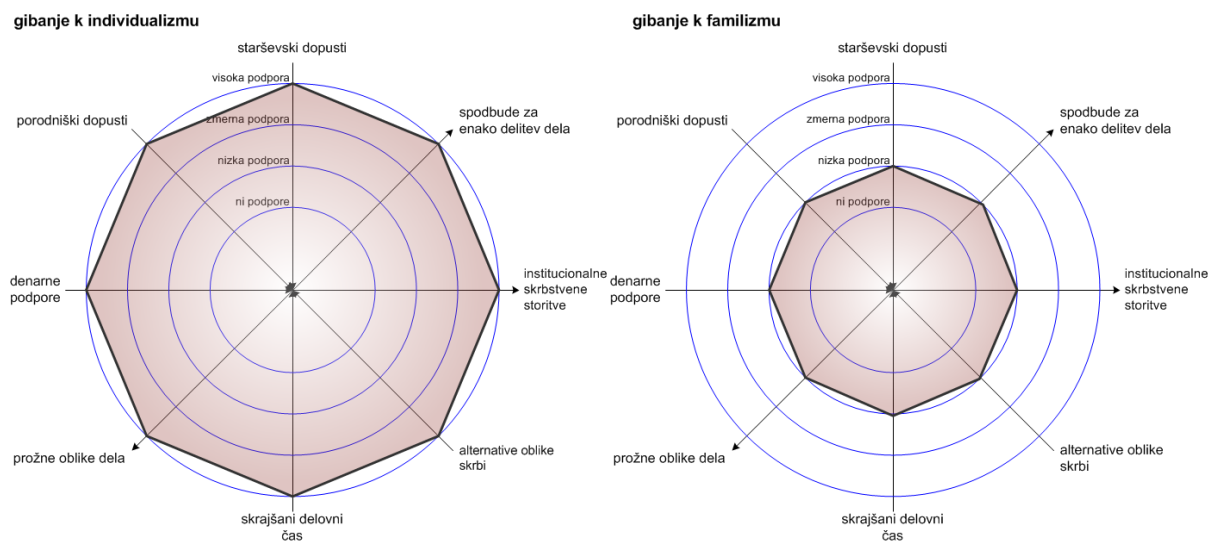 gibanje k individualizmu
starševski dopusti
visoka podpora
spodbude za
enako delitev dela
porodniški dopusti
zmerna podpora
nizka podpora
ni podpore
denarne
podpore
institucionalne
skrbstvene
storitve
prožne oblike dela
alternative oblike
skrbi
skrajšani delovni
čas
gibanje k familizmu
starševski dopusti
visoka podpora
spodbude za
enako delitev dela
porodniški dopusti
zmerna podpora
nizka podpora
ni podpore
denarne
podpore
institucionalne
skrbstvene
storitve
prožne oblike dela
alternative oblike
skrbi
skrajšani delovni
čas